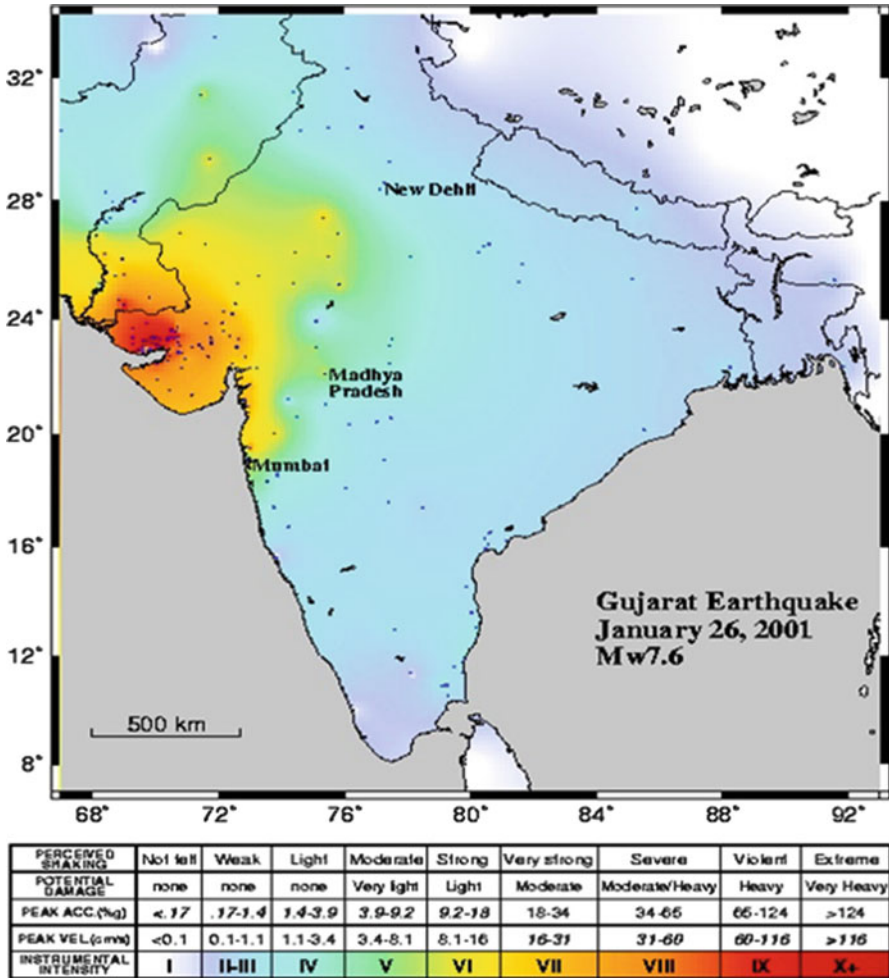 32°
28°
New Dehli
24°
Madhya
Pradesh
20°
Mumbai
16°
Gujarat Earthquake
January 26, 2001
Mw7.6
12°
500 km
8°
68° 72° 76° 80° 84° 88° 92°
PERCEIVED SHAKING Not felt Weak Light Moderate Strong Very strong Severe Violent Extreme
POTENTIAL DAMAGE none none none Very light Light Moderate Moderate/Heavy Heavy Very Heavy
PEAK ACC.(%g) <.17 .17-1.4 1.4-3.9 3.9-9.2 9.2-18 18-34 34-65 65-124 >124
PEAK VEL.(cm/s) <0.1 0.1-1.1 1.1-3.4 3.4-8.1 8.1-16 16-31 31-60 60-116 >116
INSTRUMENTAL INTENSITY I II-III IV V VI VII VIII IX X+